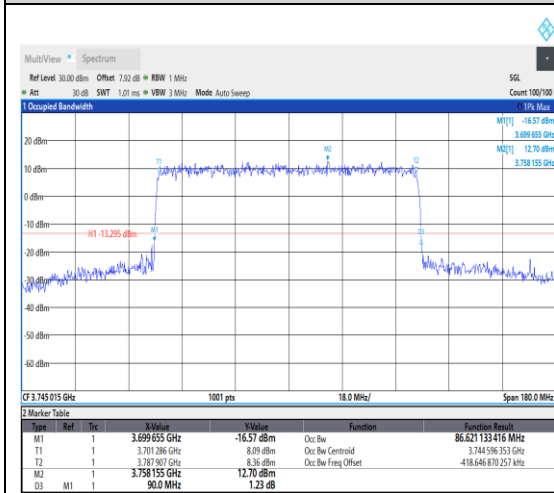 MultiView Spectrum
Ref Level 30.00 dBm Offset 7.92 dB RBW 1 MHz SGL
Att 30 dB SWT 1.01 ms VBW 3 MHz Mode Auto Sweep Count 100/100
1 Occupied Bandwidth 1Pk Max
M1[1] -16.57 dBm
3.699 655 GHz
M2[1] 12.70 dBm
3.758 155 GHz
20 dBm
T1 M2 T2
10 dBm
0 dBm
-10 dBm
H1 -13.295 dBm M1
-20 dBm
-30 dBm
-40 dBm
-50 dBm
-60 dBm
CF 3.745 015 GHz 1001 pts 18.0 MHz/ Span 180.0 MHz
2 Marker Table
Type Ref Trc X-Value Y-Value Function Function Result
M1 1 3.699 655 GHz -16.57 dBm Occ Bw 86.621 133 416 MHz
T1 1 3.701 286 GHz 8.09 dBm Occ Bw Centroid 3.744 596 353 GHz
T2 1 3.787 907 GHz 8.36 dBm Occ Bw Freq Offset -418.646 870 257 kHz
M2 1 3.758 155 GHz 12.70 dBm
D3 M1 1 90.0 MHz 1.23 dB